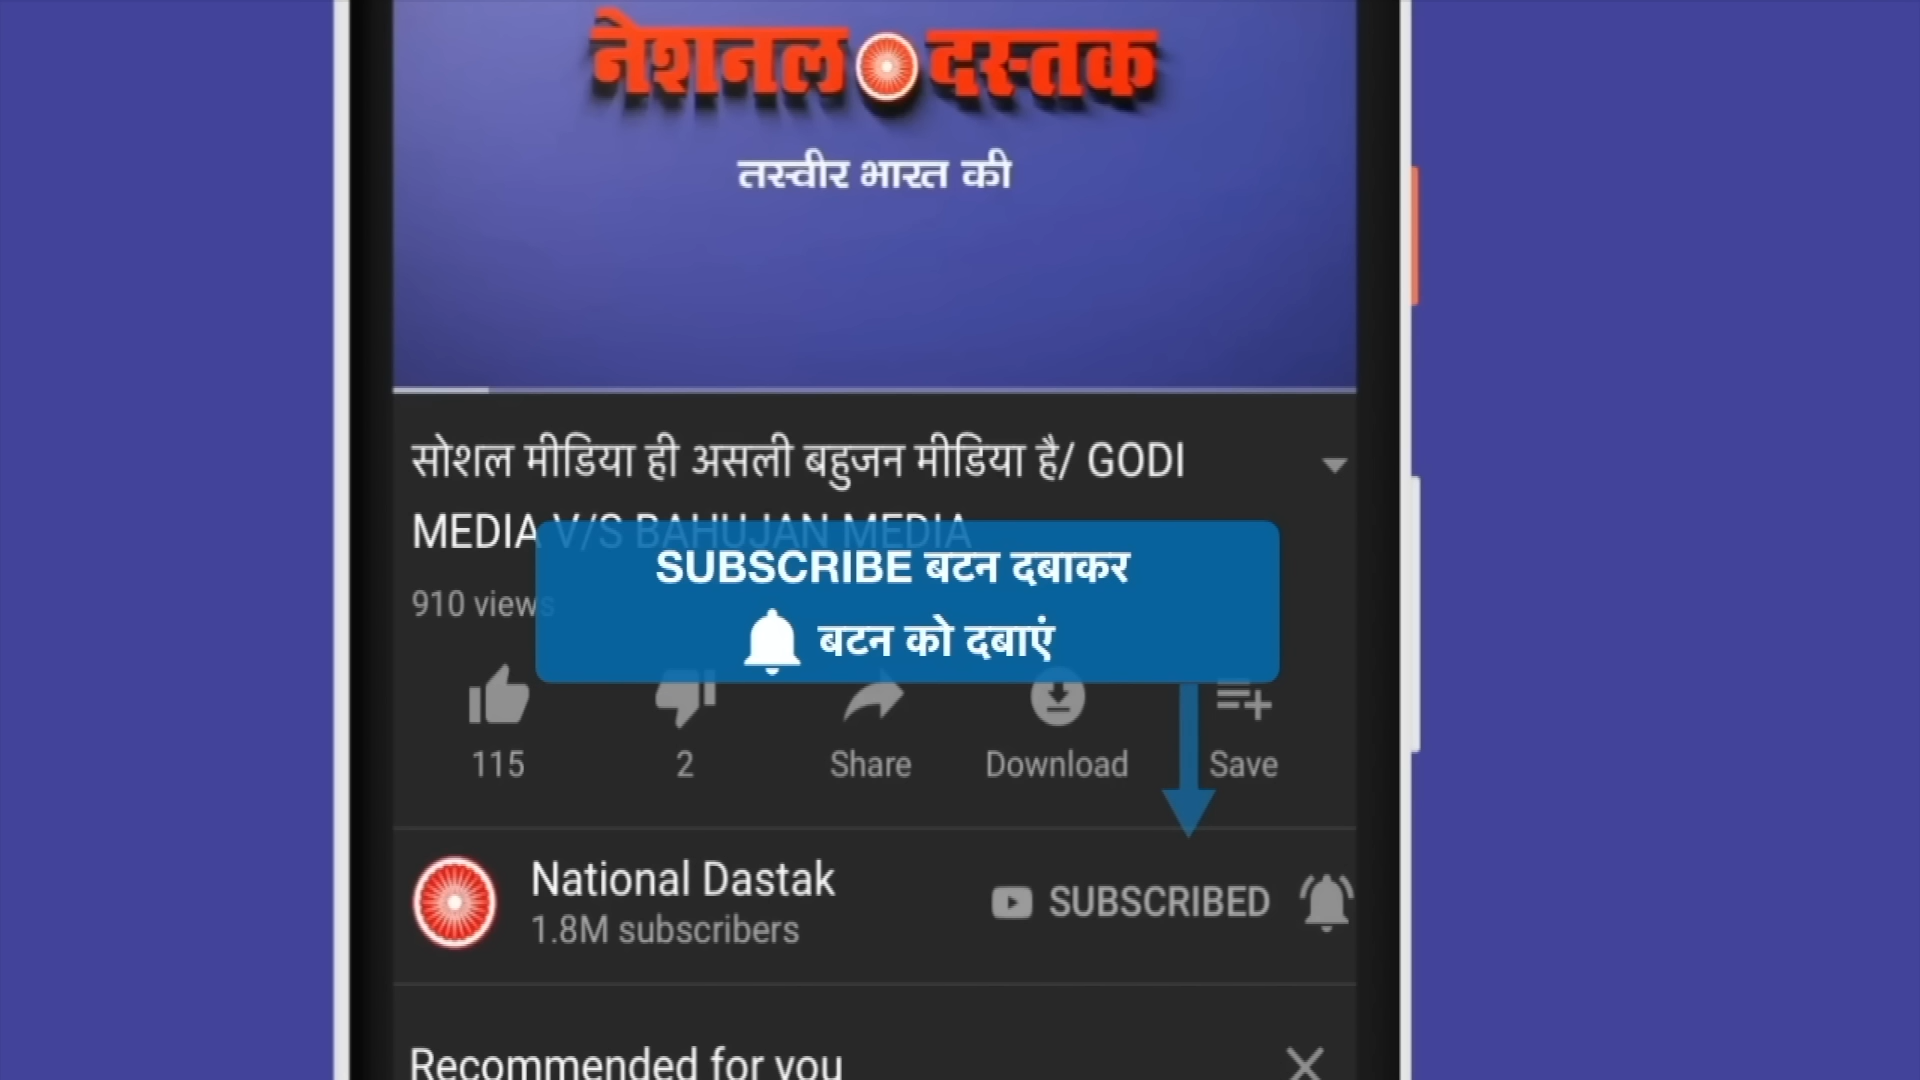 नेशनल दस्तक
तस्वीर भारत की
सोशल मीडिया ही असली बहुजन मीडिया है/ GODI
MEDIA V/S BAHUJAN MEDIA
SUBSCRIBE बटन दबाकर
बटन को दबाएं
910 views
115
2
Share
Download
Save
National Dastak
1.8M subscribers
SUBSCRIBED
Recommended for you